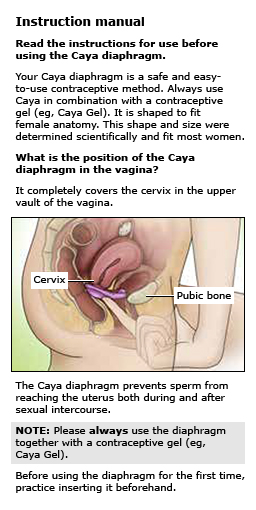 Instruction manual
Read the instructions for use before
using the Caya diaphragm.
Your Caya diaphragm is a safe and easy-
to-use contraceptive method. Always use
Caya in combination with a contraceptive
gel (eg, Caya Gel). It is shaped to fit
female anatomy. This shape and size were
determined scientifically and fit most women.
What is the position of the Caya
diaphragm in the vagina?
It completely covers the cervix in the upper
vault of the vagina.
Cervix
Pubic bone
The Caya diaphragm prevents sperm from
reaching the uterus both during and after
sexual intercourse.
NOTE: Please always use the diaphragm
together with a contraceptive gel (eg,
Caya Gel).
Before using the diaphragm for the first time,
practice inserting it beforehand.